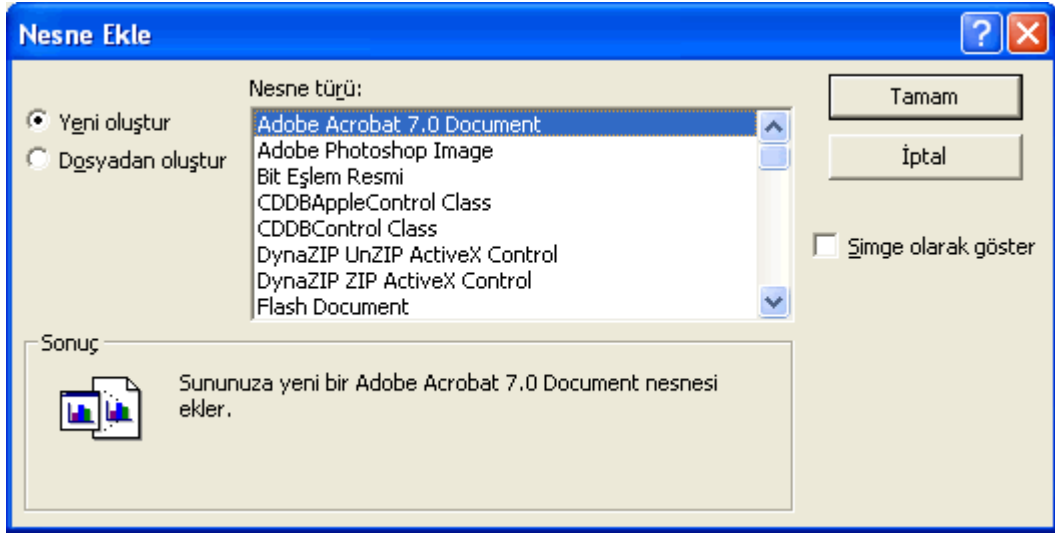 Nesne Ekle
Nesne türü:
Yeni oluştur
Dosyadan oluştur
Adobe Acrobat 7.0 Document
Adobe Photoshop Image
Bit Eşlem Resmi
CDDBAppleControl Class
CDDBControl Class
DynaZIP UnZIP ActiveX Control
DynaZIP ZIP ActiveX Control
Flash Document
Tamam
İptal
Simge olarak göster
Sonuç
Sununuza yeni bir Adobe Acrobat 7.0 Document nesnesi
ekler.